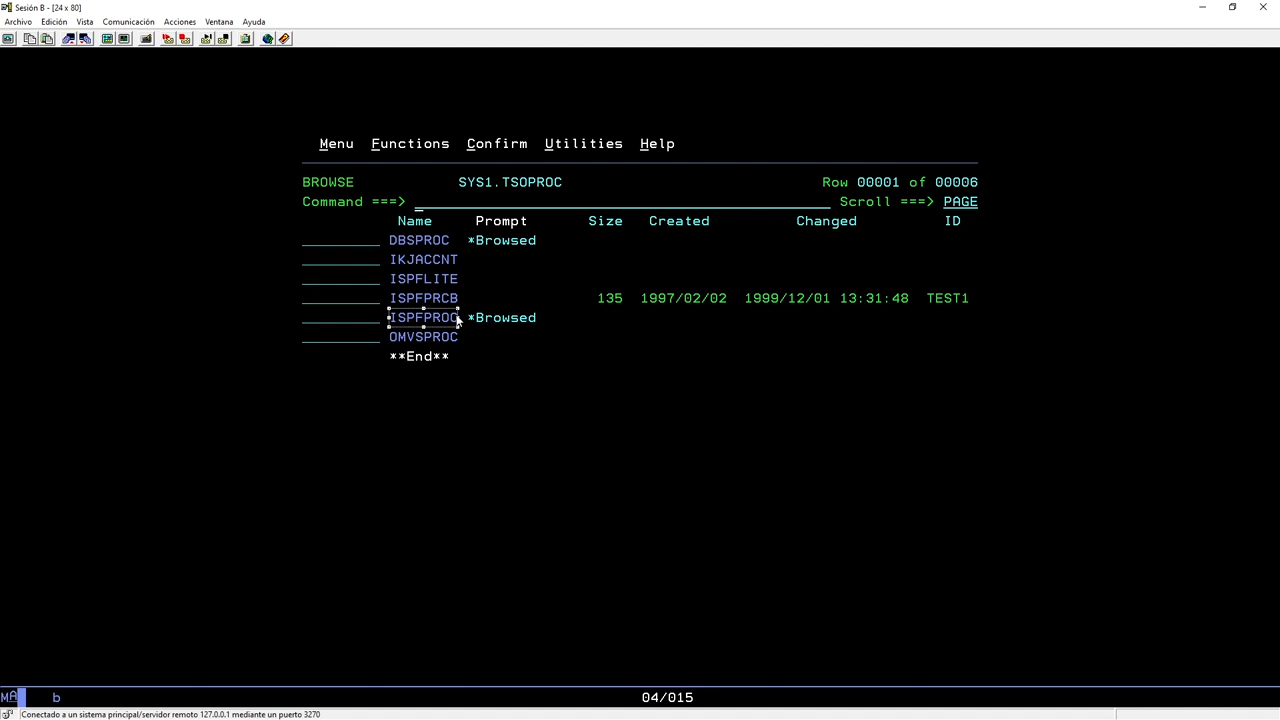 Sesión B - [24 x 80]
Archivo Edición Vista Comunicación Acciones Ventana Ayuda
Menu Functions Confirm Utilities Help
BROWSE SYS1.TSOPROC Row 00001 of 00006
Command ===> Scroll ===> PAGE
Name Prompt Size Created Changed ID
DBSPROC *Browsed
IKJACCNT
ISPFLITE
ISPFPRCB 135 1997/02/02 1999/12/01 13:31:48 TEST1
ISPFPROC *Browsed
OMVSPROC
**End**
MA b 04/015
Conectado a un sistema principal/servidor remoto 127.0.0.1 mediante un puerto 3270